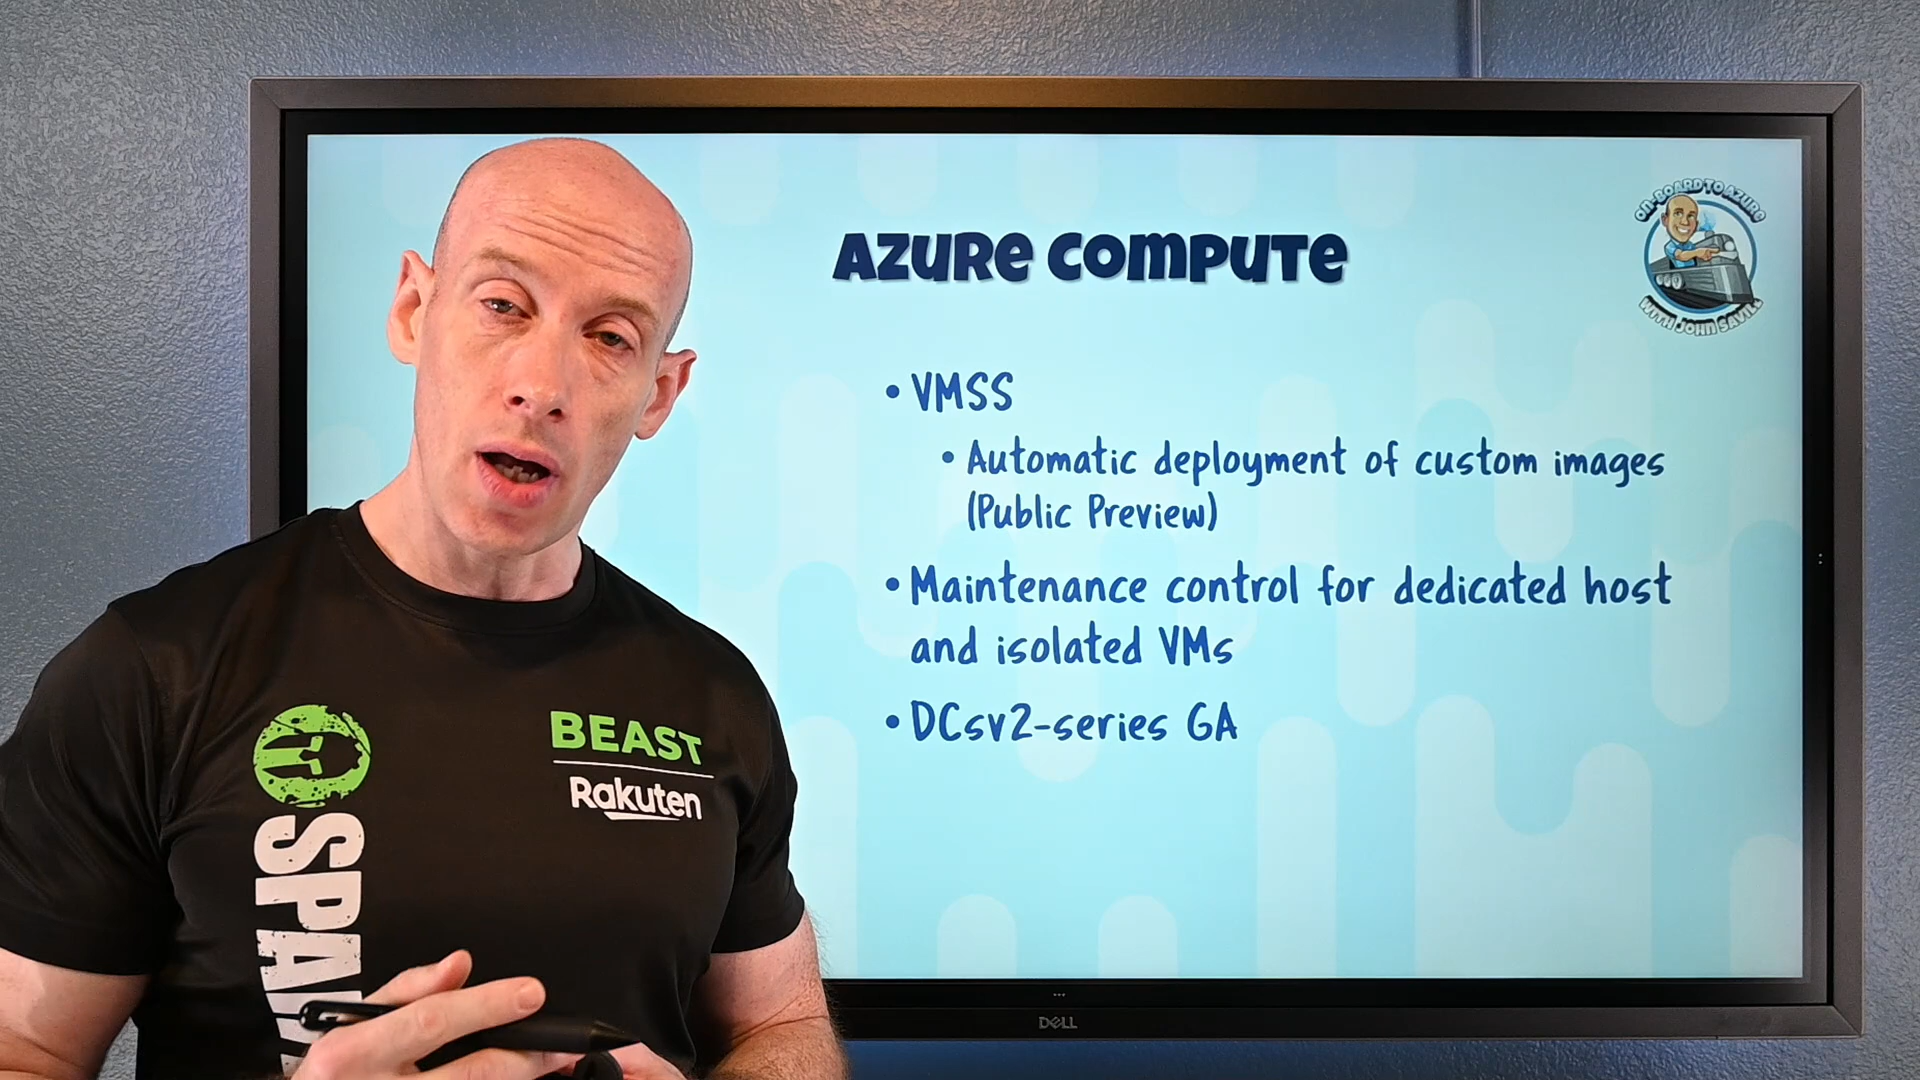 ON-BOARD TO AZURE
WITH JOHN SAVILL
AZURE COMPUTE
• VMSS
• Automatic deployment of custom images
(Public Preview)
• Maintenance control for dedicated host
and isolated VMs
• DCsv2-series GA
BEAST
Rakuten
DELL